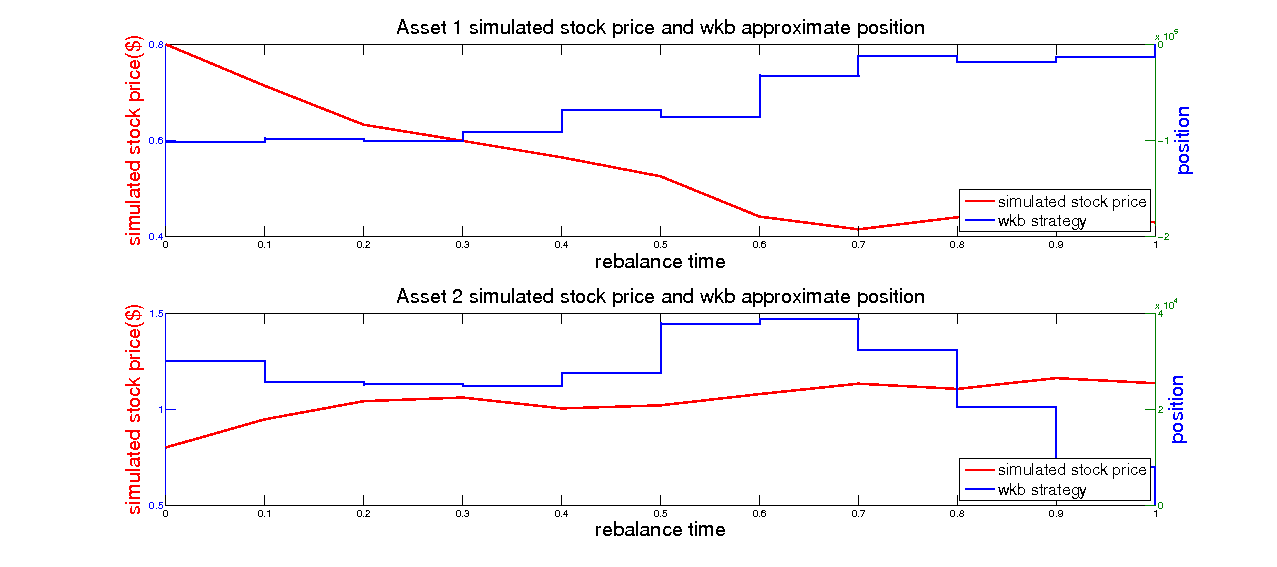 Asset 1 simulated stock price and wkb approximate position
x 10^5
0.8
0.6
0.4
0
-1
-2
simulated stock price($)
position
simulated stock price
wkb strategy
0 0.1 0.2 0.3 0.4 0.5 0.6 0.7 0.8 0.9 1
rebalance time
Asset 2 simulated stock price and wkb approximate position
x 10^4
1.5
1
0.5
4
2
0
simulated stock price($)
position
simulated stock price
wkb strategy
0 0.1 0.2 0.3 0.4 0.5 0.6 0.7 0.8 0.9 1
rebalance time